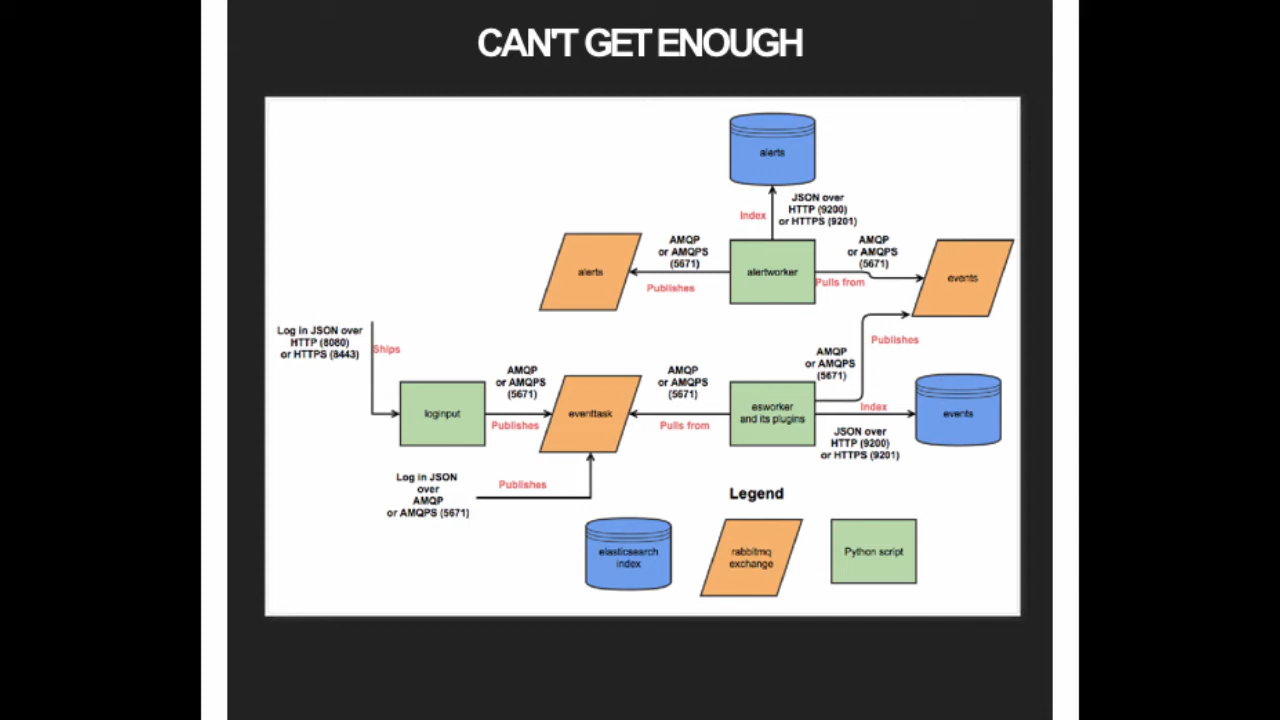 CAN'T GET ENOUGH
alerts
JSON over
HTTP (9200)
or HTTPS (9201)
Index
AMQP
or AMQPS
(5671)
AMQP
or AMQPS
(5671)
alerts
Publishes
alertworker
Pulls from
events
Log in JSON over
HTTP (8080)
or HTTPS (8443)
Ships
Publishes
AMQP
or AMQPS
(5671)
AMQP
or AMQPS
(5671)
AMQP
or AMQPS
(5671)
loginput
Publishes
eventtask
Pulls from
esworker
and its plugins
Index
events
JSON over
HTTP (9200)
or HTTPS (9201)
Log in JSON
over
AMQP
or AMQPS (5671)
Publishes
Legend
elasticsearch
index
rabbitmq
exchange
Python script